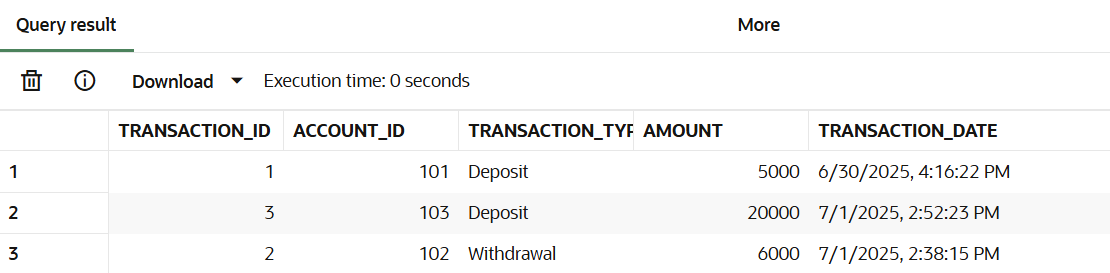 Query result More
Download Execution time: 0 seconds
TRANSACTION_ID ACCOUNT_ID TRANSACTION_TYP AMOUNT TRANSACTION_DATE
1 1 101 Deposit 5000 6/30/2025, 4:16:22 PM
2 3 103 Deposit 20000 7/1/2025, 2:52:23 PM
3 2 102 Withdrawal 6000 7/1/2025, 2:38:15 PM